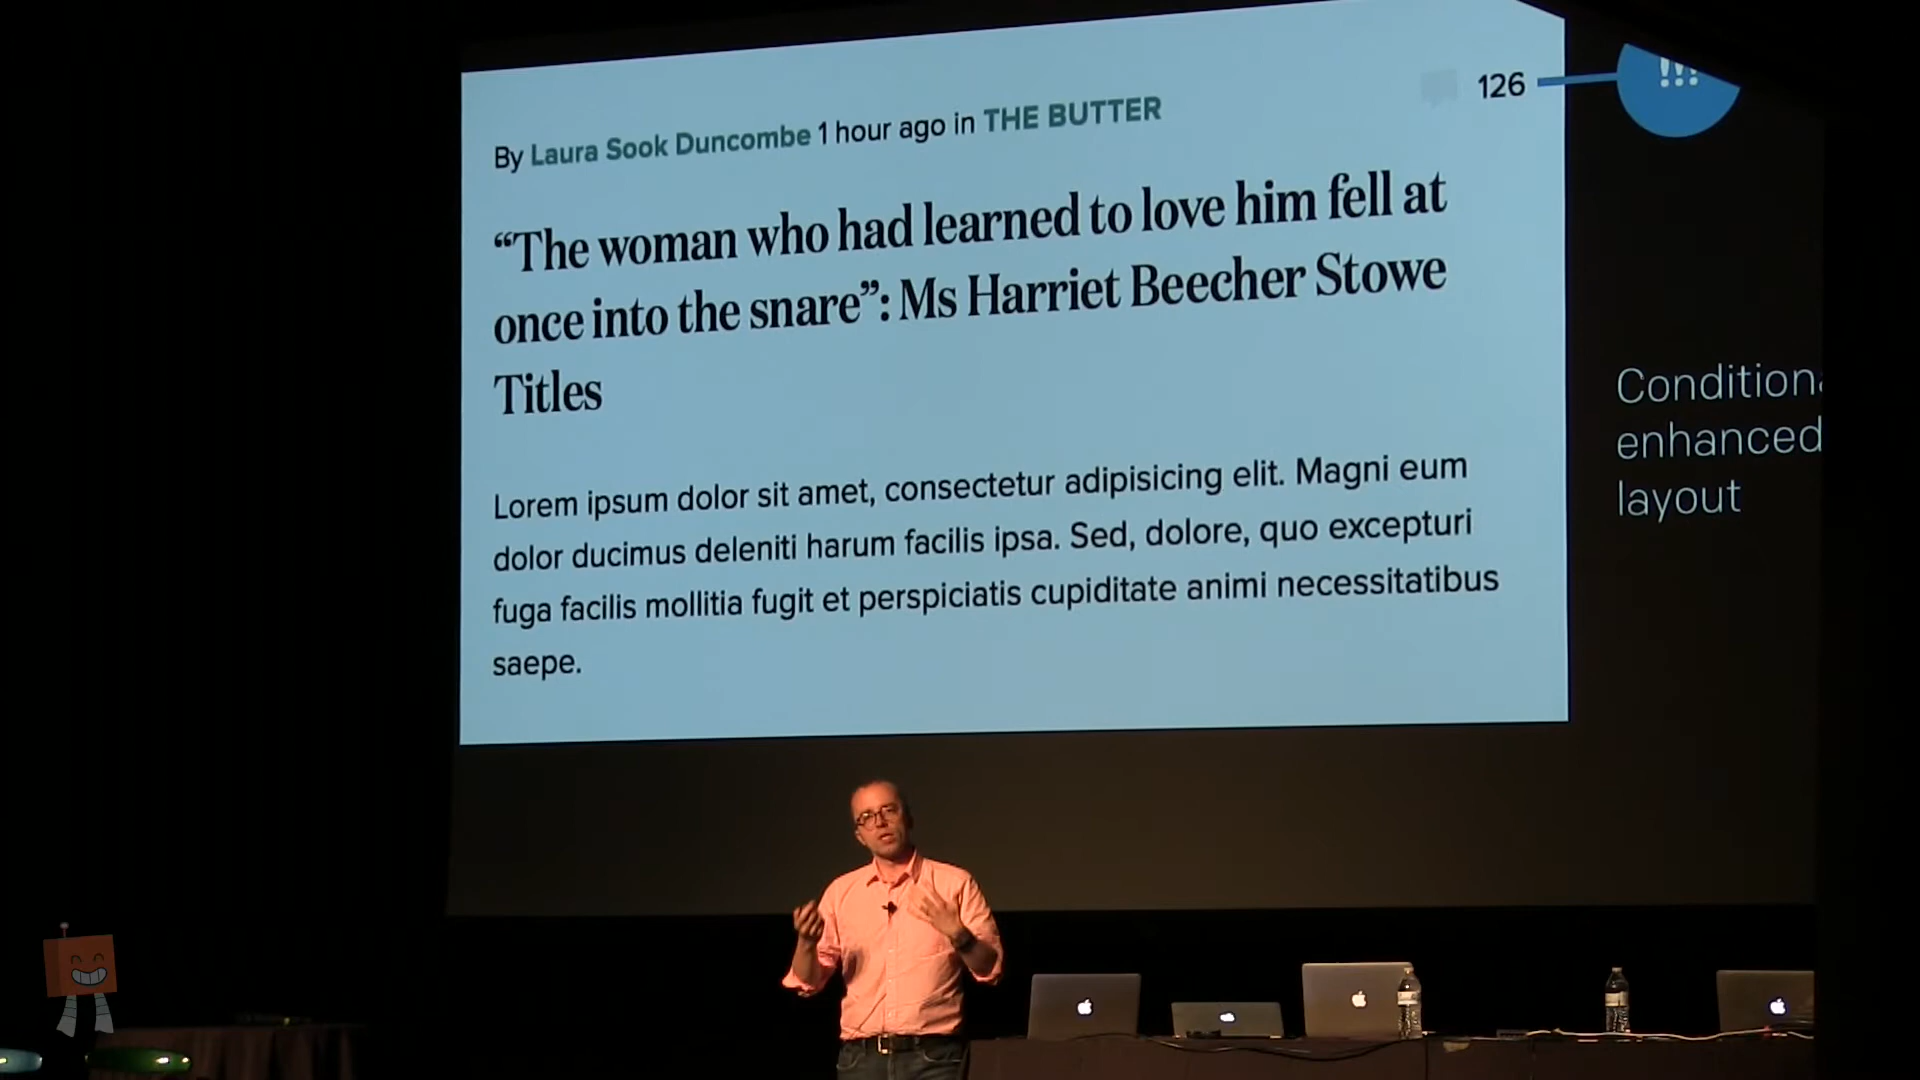 By Laura Sook Duncombe 1 hour ago in THE BUTTER
126
!!!
“The woman who had learned to love him fell at
once into the snare”: Ms Harriet Beecher Stowe
Titles
Lorem ipsum dolor sit amet, consectetur adipisicing elit. Magni eum
dolor ducimus deleniti harum facilis ipsa. Sed, dolore, quo excepturi
fuga facilis mollitia fugit et perspiciatis cupiditate animi necessitatibus
saepe.
Condition
enhanced
layout